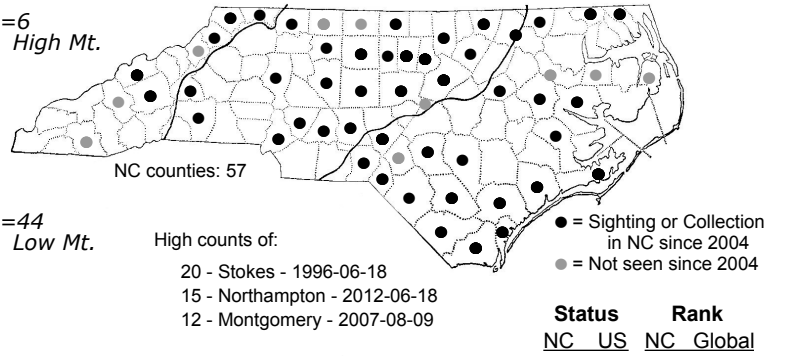 =6
High Mt.
NC counties: 57
=44
Low Mt.
High counts of:
20 - Stokes - 1996-06-18
15 - Northampton - 2012-06-18
12 - Montgomery - 2007-08-09
= Sighting or Collection
in NC since 2004
= Not seen since 2004
Status Rank
NC US NC Global